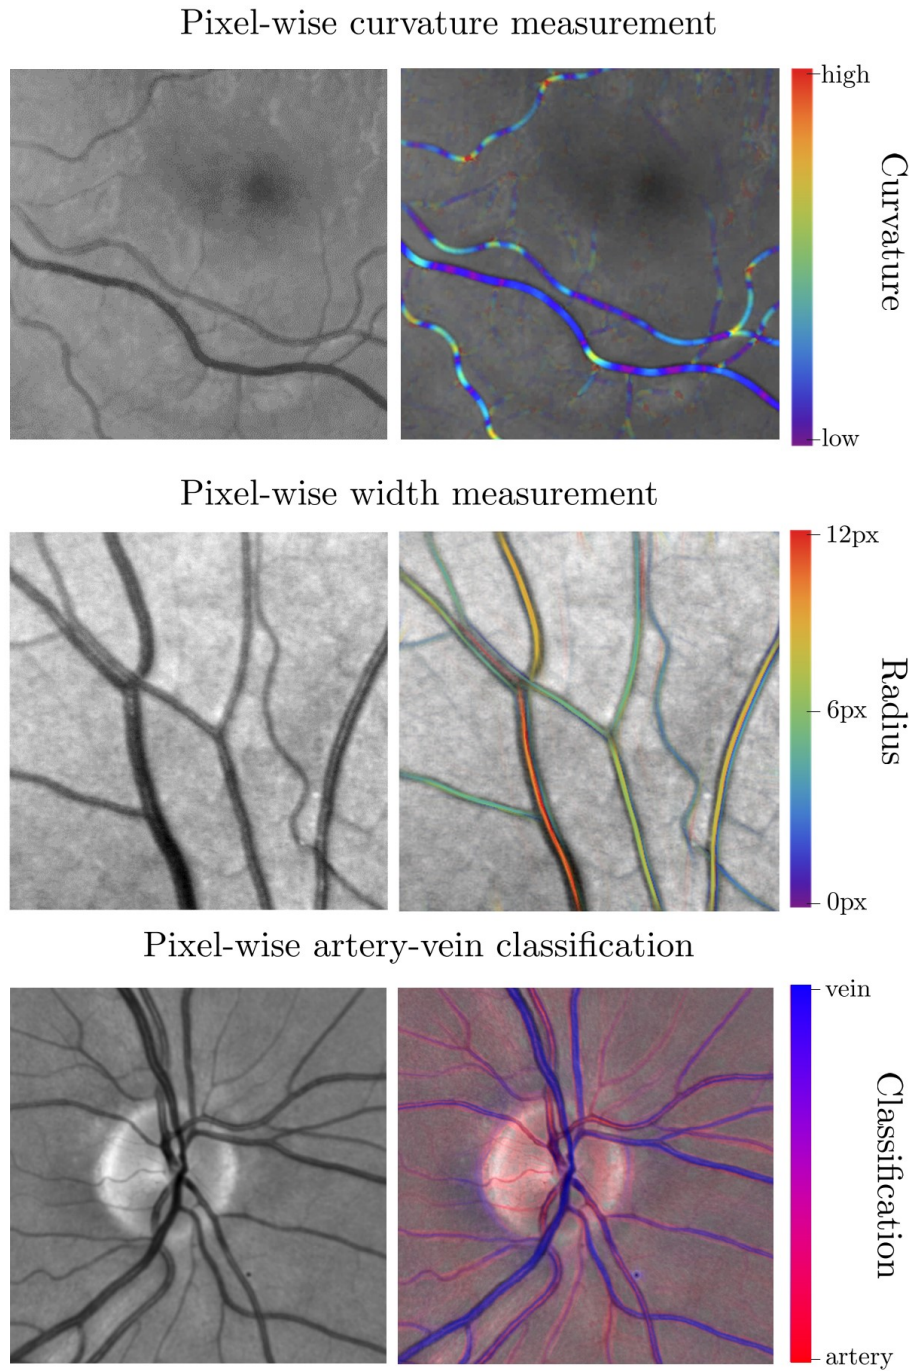 Pixel-wise curvature measurement
high
Curvature
low
Pixel-wise width measurement
12px
Radius
6px
0px
Pixel-wise artery-vein classification
vein
Classification
artery